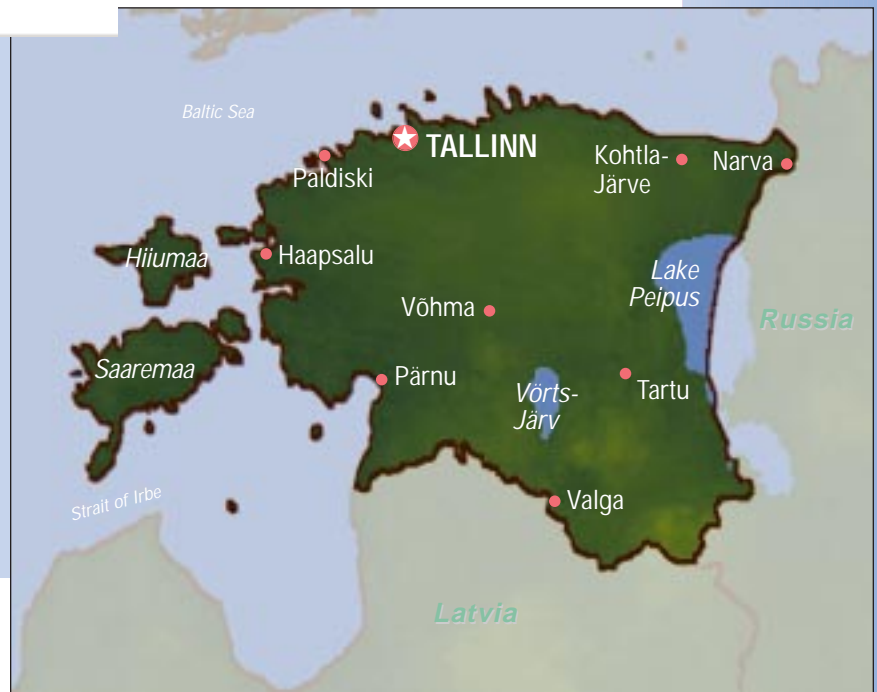 Baltic Sea
TALLINN
Kohtla-
Järve
Narva
Paldiski
Hiiumaa
Haapsalu
Lake
Peipus
Võhma
Russia
Saaremaa
Pärnu
Vörts-
Järv
Tartu
Strait of Irbe
Valga
Latvia